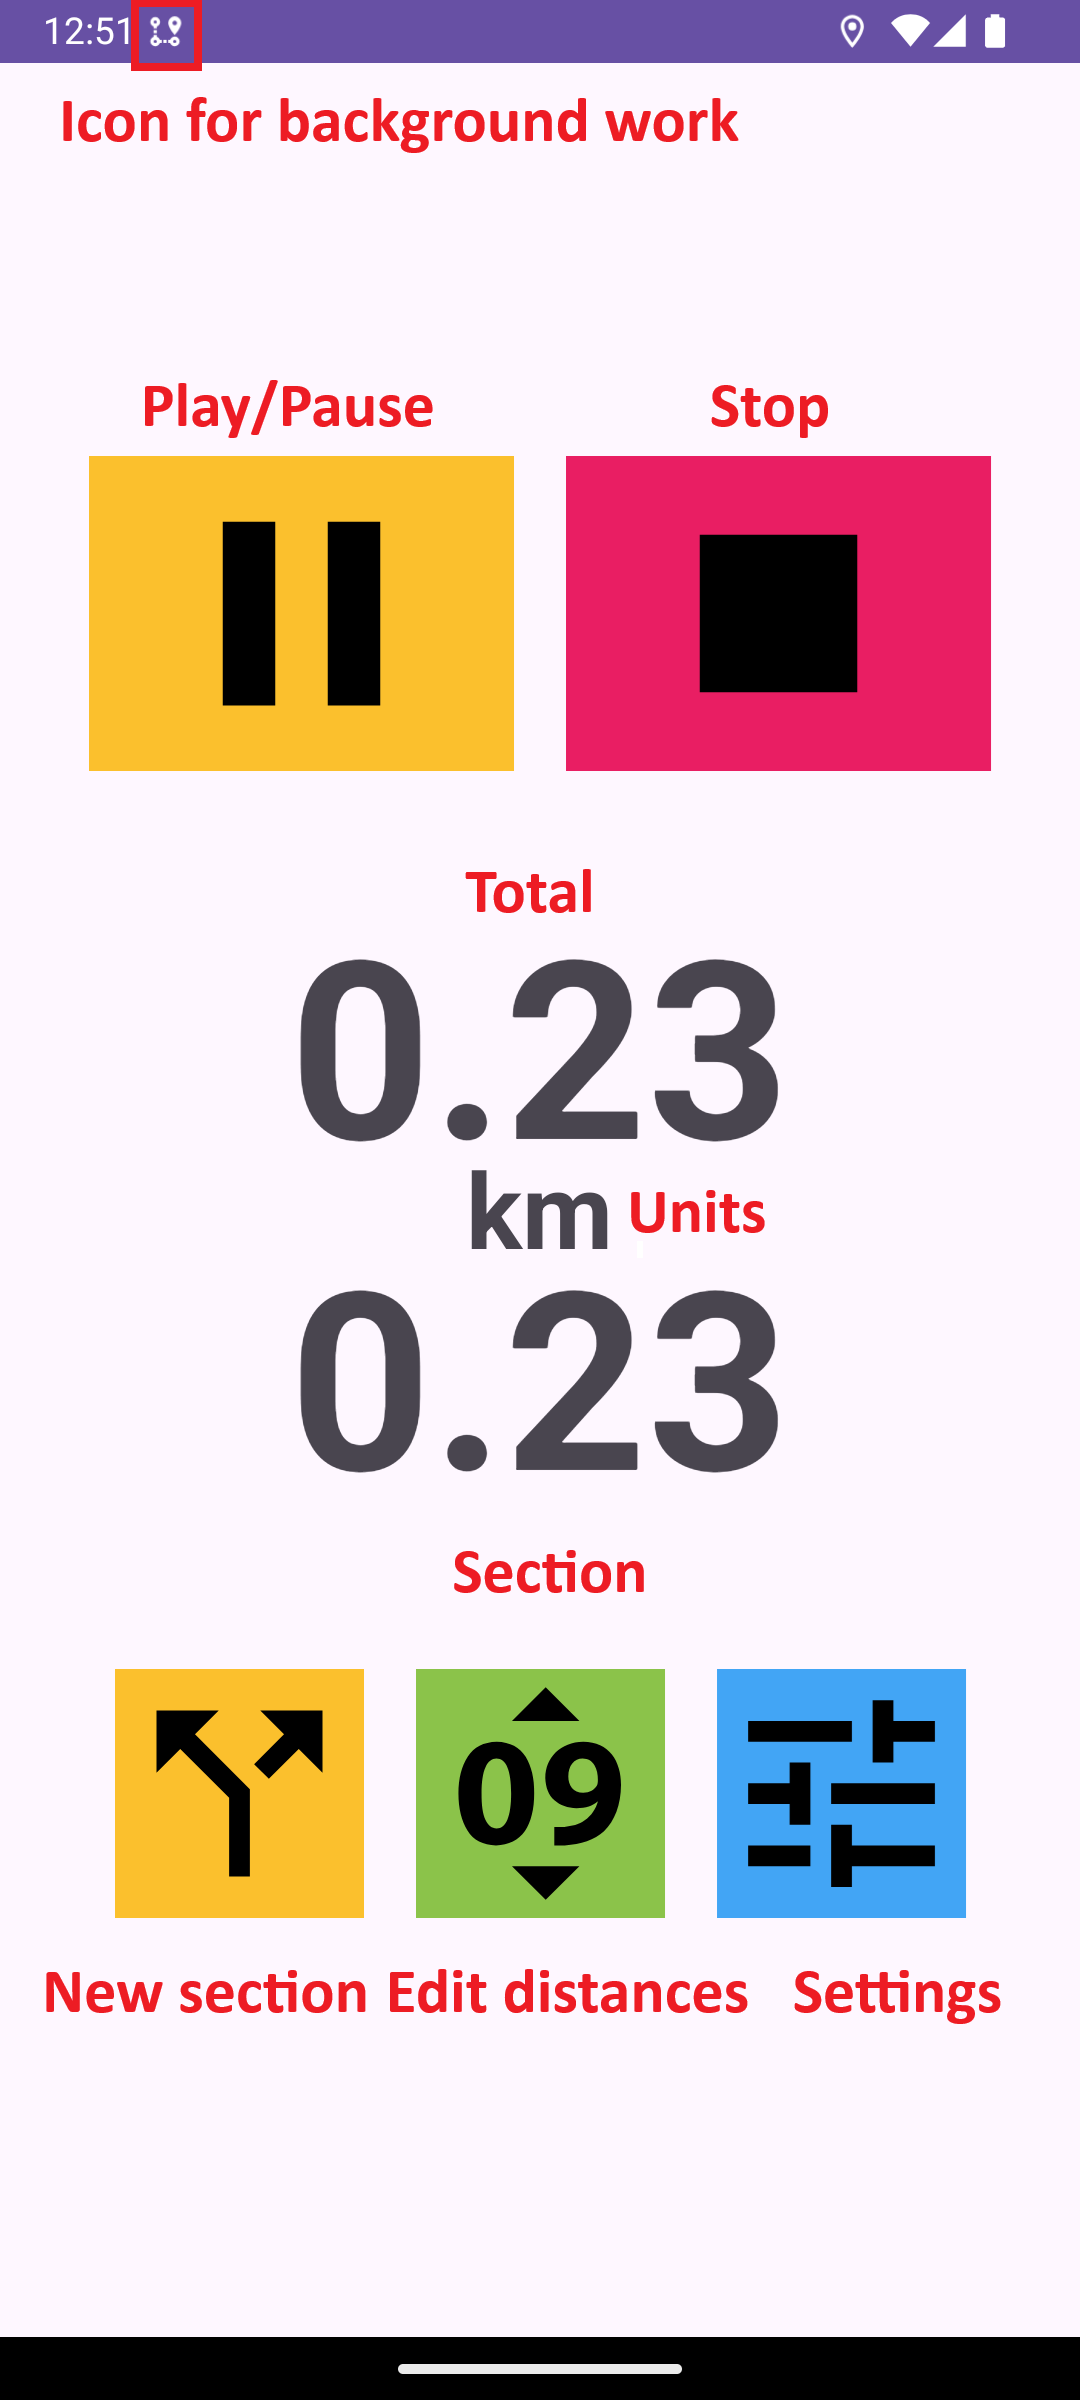 12:51
Icon for background work
Play/Pause Stop
Total
0.23
km Units
0.23
Section
09
New section Edit distances Settings